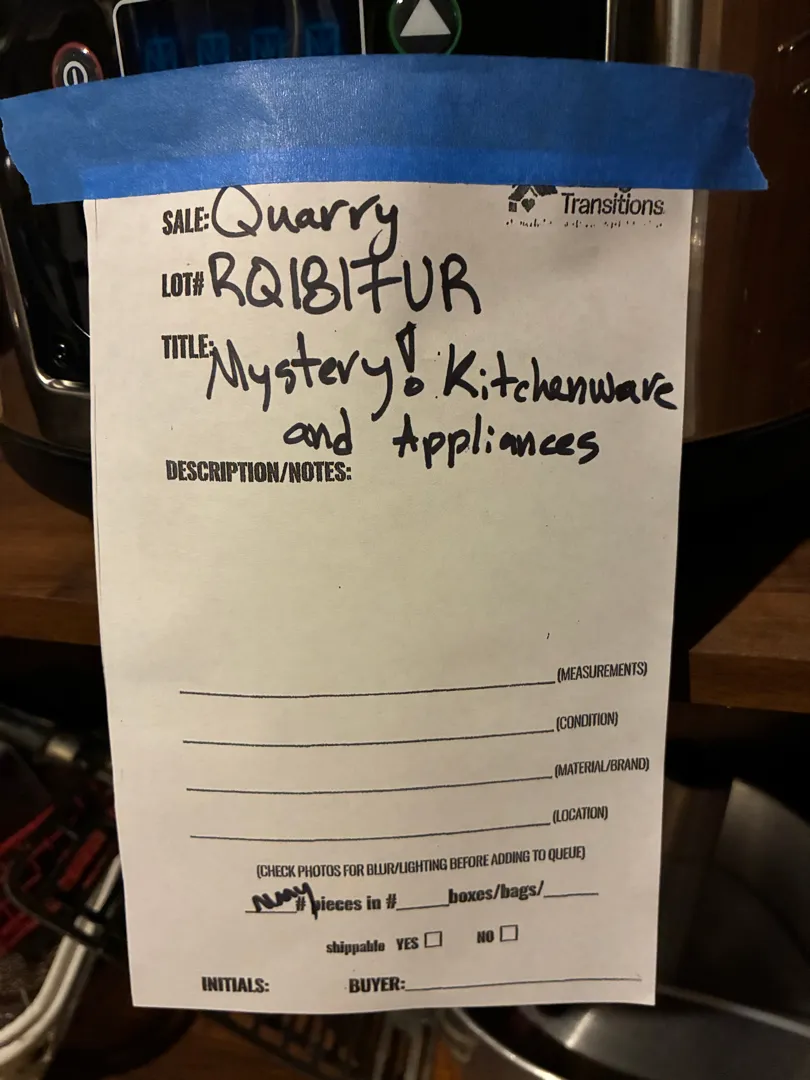 Transitions
SALE: Quarry
LOT# RQ1817UR
TITLE: Mystery! Kitchenware
and Appliances
DESCRIPTION/NOTES:
(MEASUREMENTS)
(CONDITION)
(MATERIAL/BRAND)
(LOCATION)
(CHECK PHOTOS FOR BLUR/LIGHTING BEFORE ADDING TO QUEUE)
# pieces in # boxes/bags/
shippable YES NO
INITIALS: BUYER: